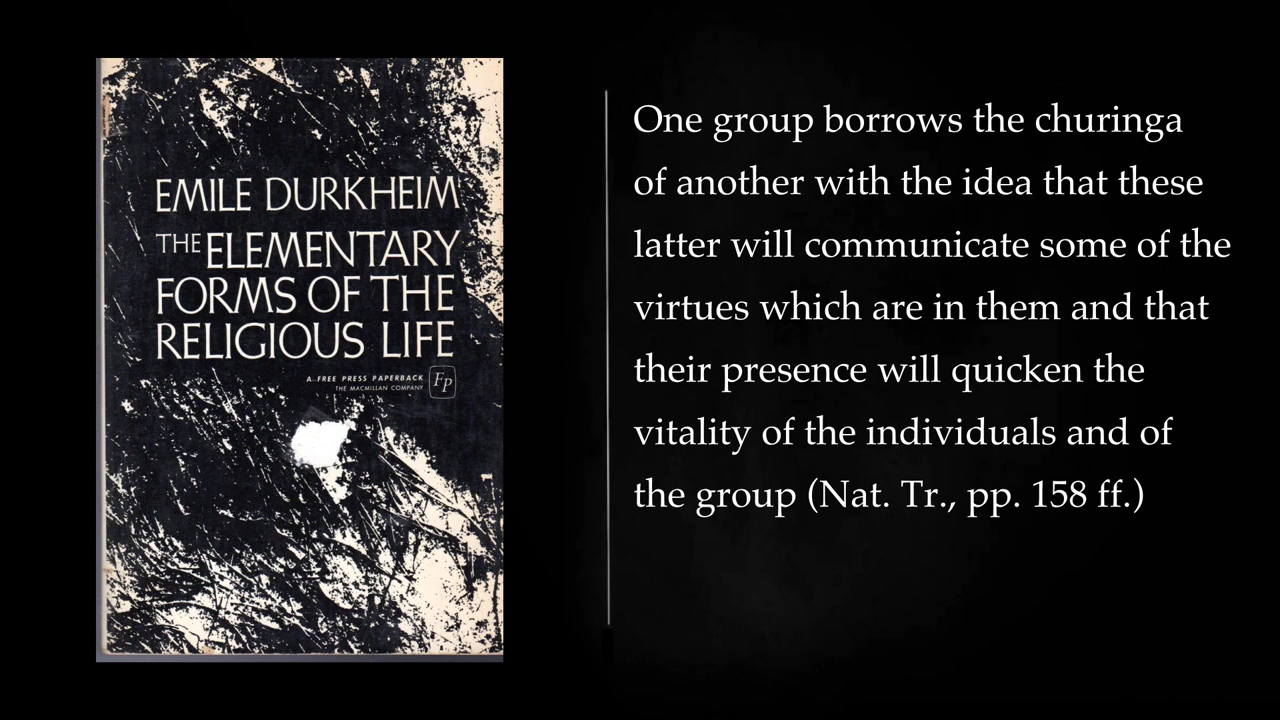 EMILE DURKHEIM
THE ELEMENTARY
FORMS OF THE
RELIGIOUS LIFE
A FREE PRESS PAPERBACK
THE MACMILLAN COMPANY
Fp
One group borrows the churinga
of another with the idea that these
latter will communicate some of the
virtues which are in them and that
their presence will quicken the
vitality of the individuals and of
the group (Nat. Tr., pp. 158 ff.)